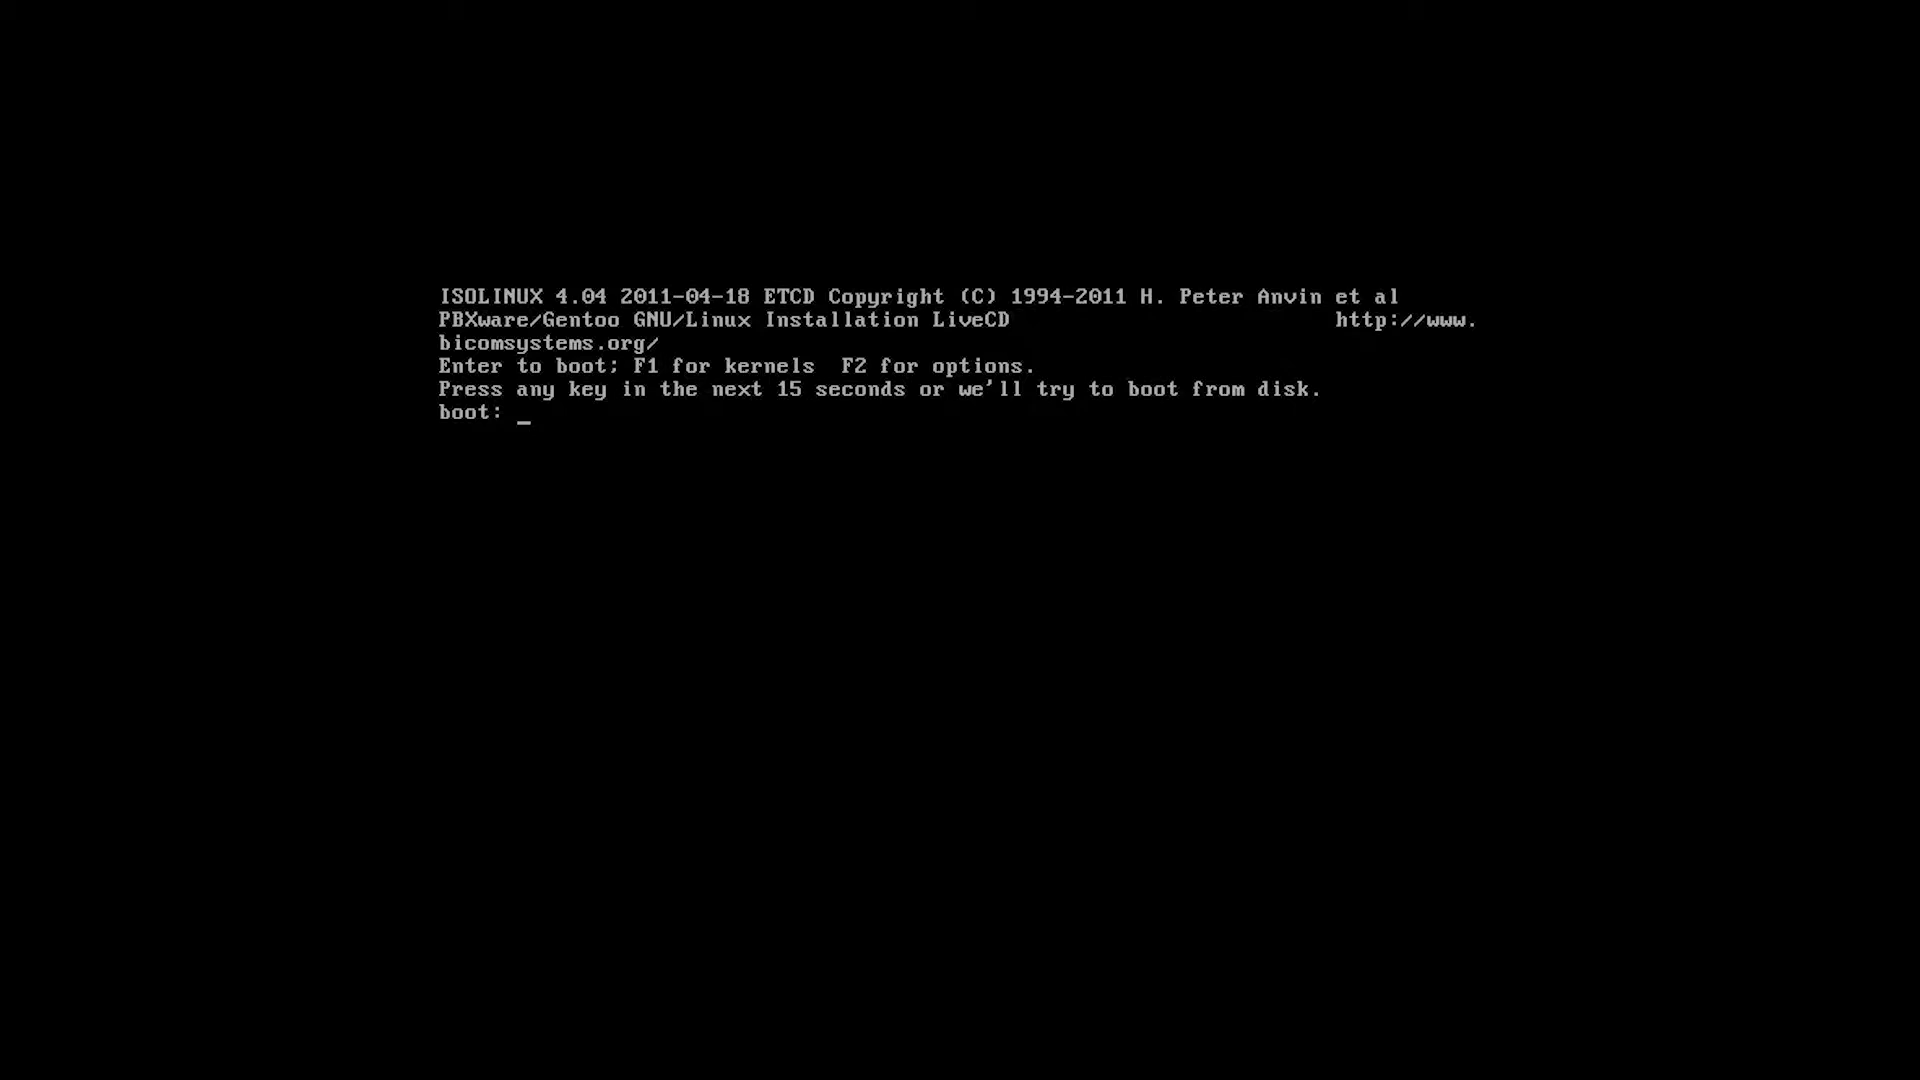 ISOLINUX 4.04 2011-04-18 ETCD Copyright (C) 1994-2011 H. Peter Anvin et al
PBXware/Gentoo GNU/Linux Installation LiveCD                         http://www.
bicomsystems.org/
Enter to boot; F1 for kernels  F2 for options.
Press any key in the next 15 seconds or we'll try to boot from disk.
boot: _